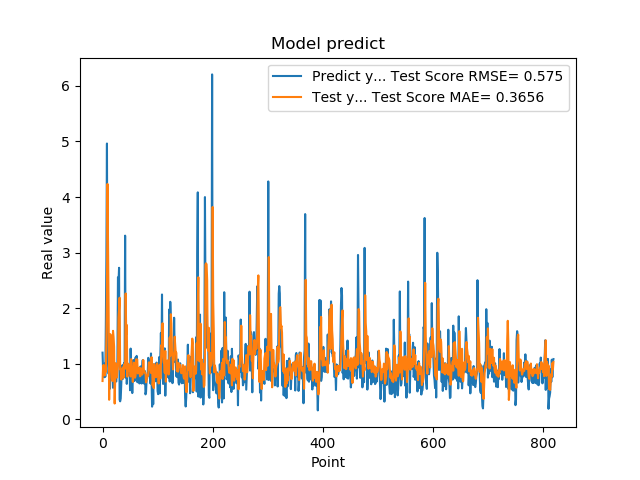 Model predict
Predict y... Test Score RMSE= 0.575
Test y... Test Score MAE= 0.3656
6
5
4
3
2
1
0
Real value
0 200 400 600 800
Point